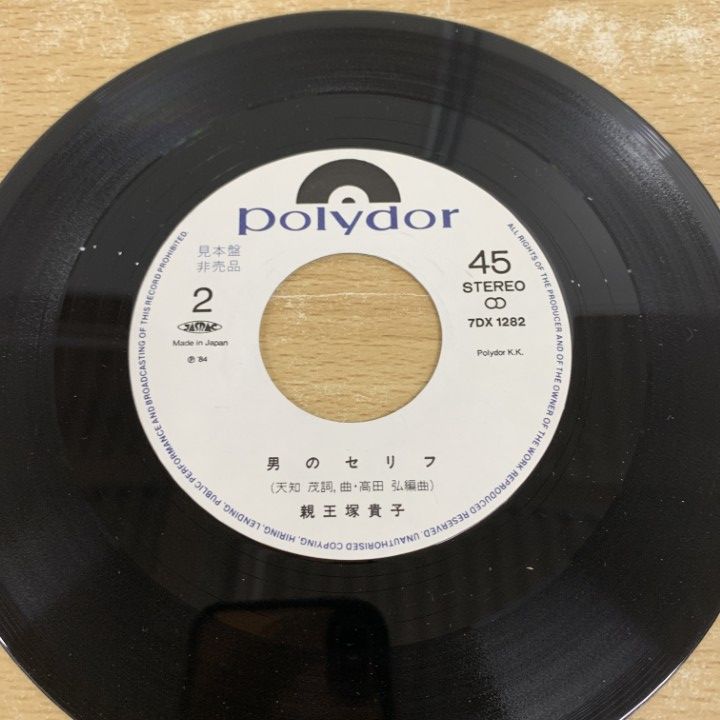 polydor
見本盤
非売品
2
JASRAC
Made in Japan
Ⓟ '84
45
STEREO
7DX 1282
Polydor K.K.
男のセリフ
(天知 茂詞,曲・高田 弘編曲)
親王塚貴子
ALL RIGHTS OF THE PRODUCER AND OF THE OWNER OF THE WORK REPRODUCED RESERVED. UNAUTHORISED COPYING, HIRING, LENDING, PUBLIC PERFORMANCE AND BROADCASTING OF THIS RECORD PROHIBITED.